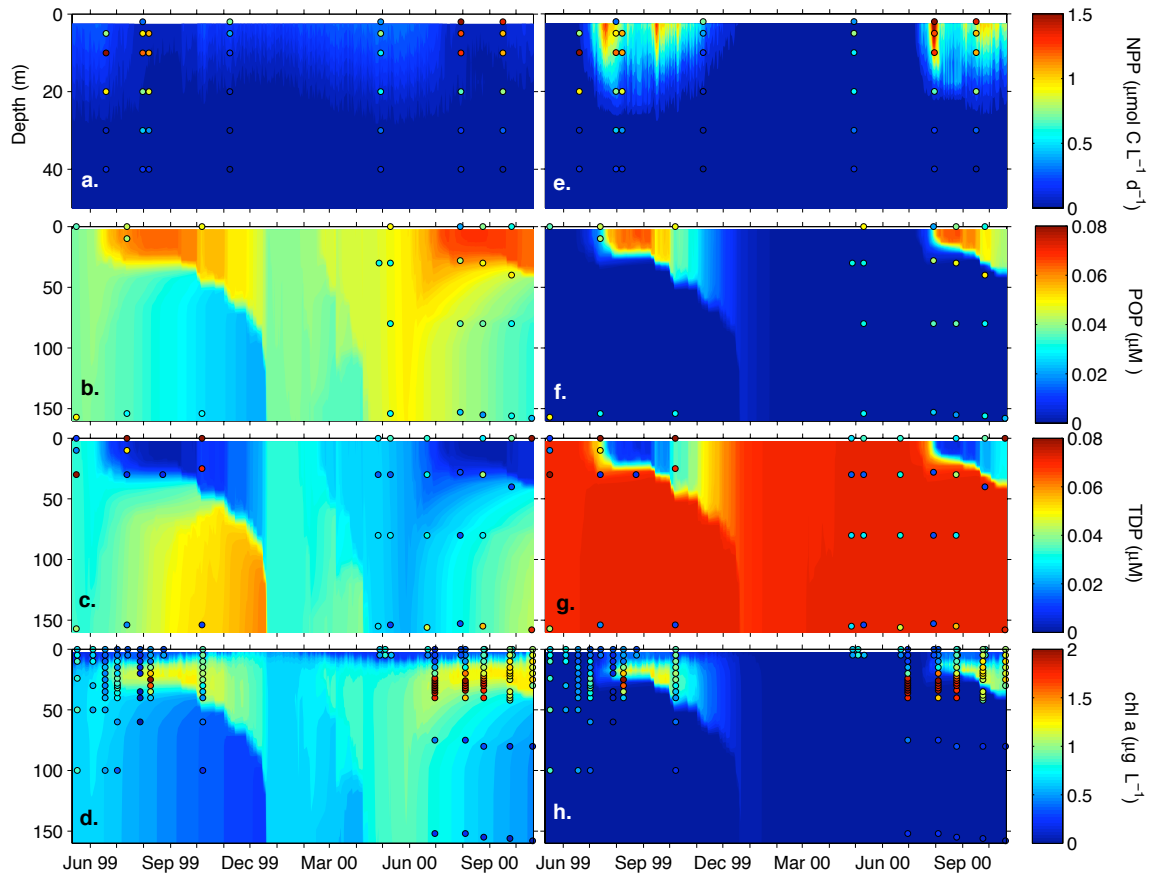 0
20
40
Depth (m)
a.
e.
1.5
1
0.5
0
NPP (μmol C L⁻¹ d⁻¹)
0
50
100
150
b.
f.
0.08
0.06
0.04
0.02
0
POP (μM )
0
50
100
150
c.
g.
0.08
0.06
0.04
0.02
0
TDP (μM)
0
50
100
150
d.
h.
2
1.5
1
0.5
0
chl a (μg L⁻¹)
Jun 99 Sep 99 Dec 99 Mar 00 Jun 00 Sep 00
Jun 99 Sep 99 Dec 99 Mar 00 Jun 00 Sep 00